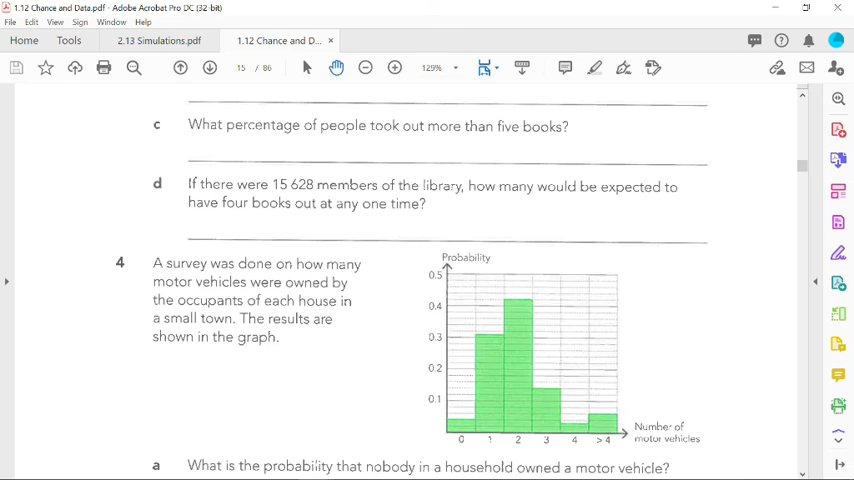 1.12 Chance and Data.pdf - Adobe Acrobat Pro DC (32-bit)
File Edit View Sign Window Help
Home Tools 2.13 Simulations.pdf 1.12 Chance and D... ×
15 / 86 129%
c What percentage of people took out more than five books?
d If there were 15 628 members of the library, how many would be expected to
have four books out at any one time?
4 A survey was done on how many
motor vehicles were owned by
the occupants of each house in
a small town. The results are
shown in the graph.
Probability
0.5
0.4
0.3
0.2
0.1
0 1 2 3 4 >4
Number of
motor vehicles
a What is the probability that nobody in a household owned a motor vehicle?